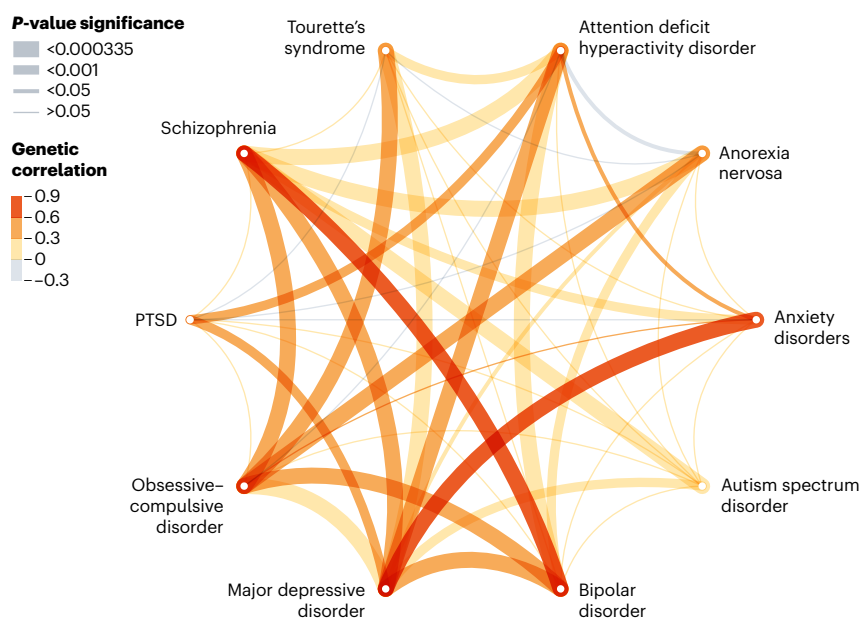 P-value significance
<0.000335
<0.001
<0.05
>0.05
Genetic
correlation
0.9
0.6
0.3
0
−0.3
Tourette’s
syndrome
Attention deficit
hyperactivity disorder
Schizophrenia
Anorexia
nervosa
PTSD
Anxiety
disorders
Obsessive–
compulsive
disorder
Autism spectrum
disorder
Major depressive
disorder
Bipolar
disorder